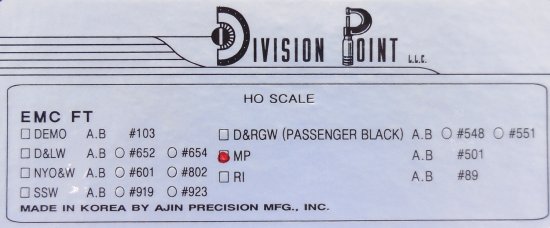 DIVISION POINT L.L.C.
HO SCALE
EMC FT
DEMO A.B #103
D&LW A.B #652 #654
NYO&W A.B #601 #802
SSW A.B #919 #923
D&RGW (PASSENGER BLACK) A.B #548 #551
MP A.B #501
RI A.B #89
MADE IN KOREA BY AJIN PRECISION MFG., INC.